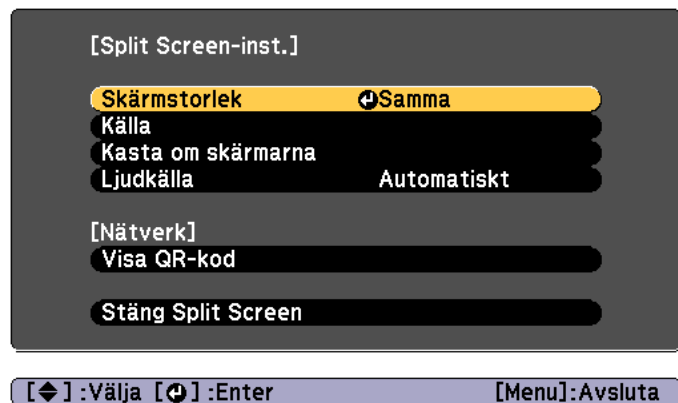 [Split Screen-inst.]
Skärmstorlek Samma
Källa
Kasta om skärmarna
Ljudkälla Automatiskt
[Nätverk]
Visa QR-kod
Stäng Split Screen
[ ] :Välja [ ] :Enter [Menu]:Avsluta